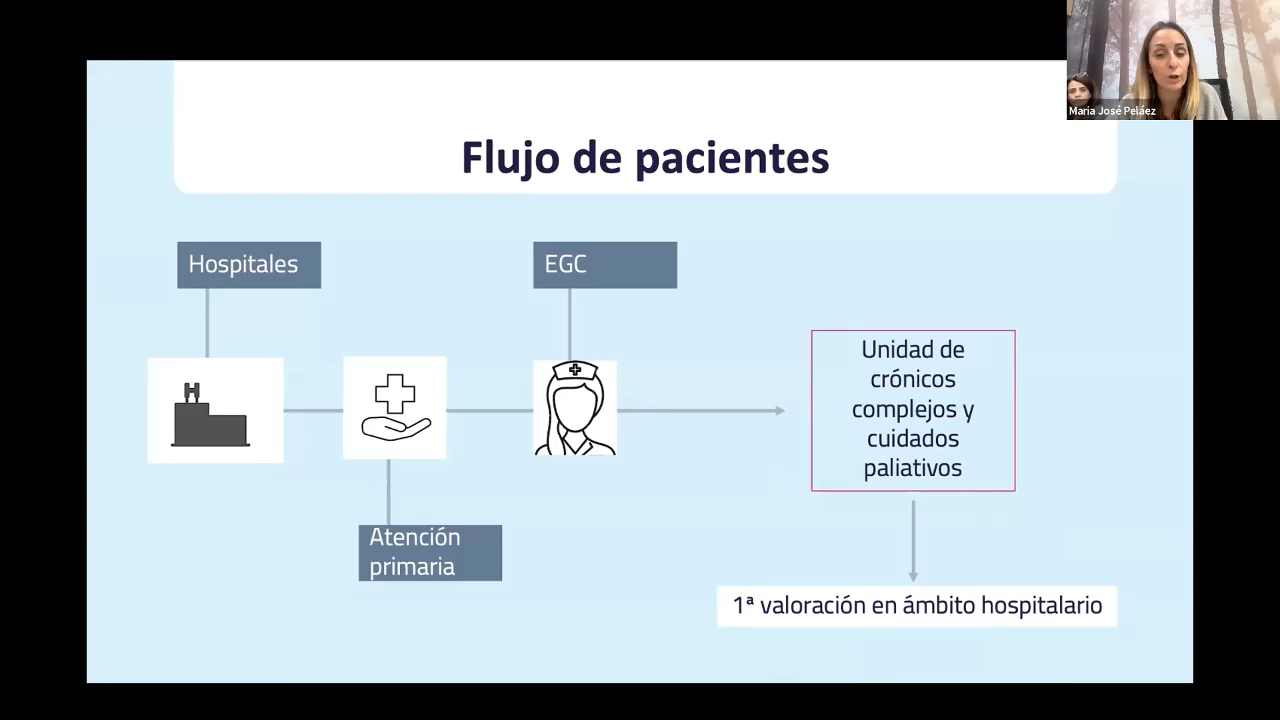 Maria José Peláez
Flujo de pacientes
Hospitales
EGC
Unidad de
crónicos
complejos y
cuidados
paliativos
Atención
primaria
1ª valoración en ámbito hospitalario